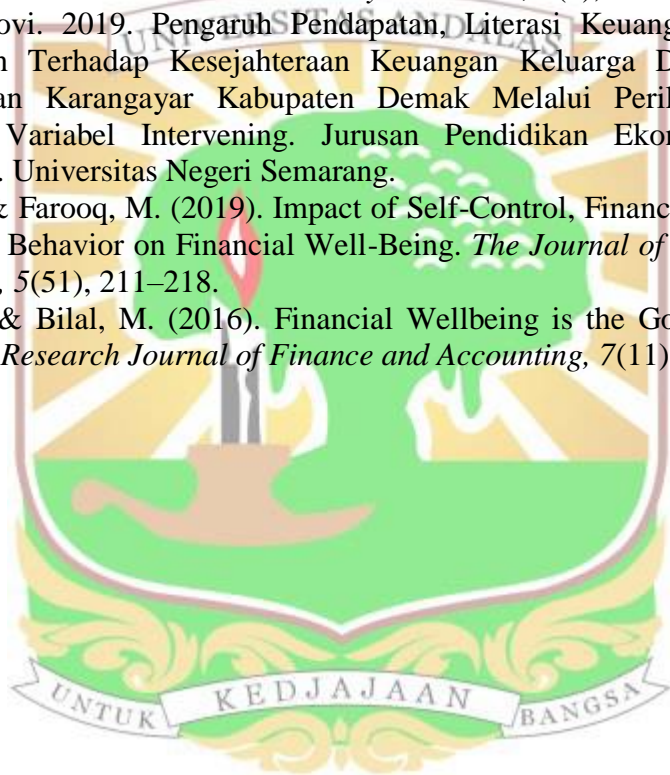 ovi. 2019. Pengaruh Pendapatan, Literasi Keuang
UNIVERSITAS ANDALAS
n Terhadap Kesejahteraan Keuangan Keluarga D
an Karangayar Kabupaten Demak Melalui Peril
Variabel Intervening. Jurusan Pendidikan Ekon
. Universitas Negeri Semarang.
& Farooq, M. (2019). Impact of Self-Control, Financ
Behavior on Financial Well-Being. The Journal of
, 5(51), 211–218.
& Bilal, M. (2016). Financial Wellbeing is the Go
Research Journal of Finance and Accounting, 7(11)
UNTUK KEDJAJAAN BANGSA